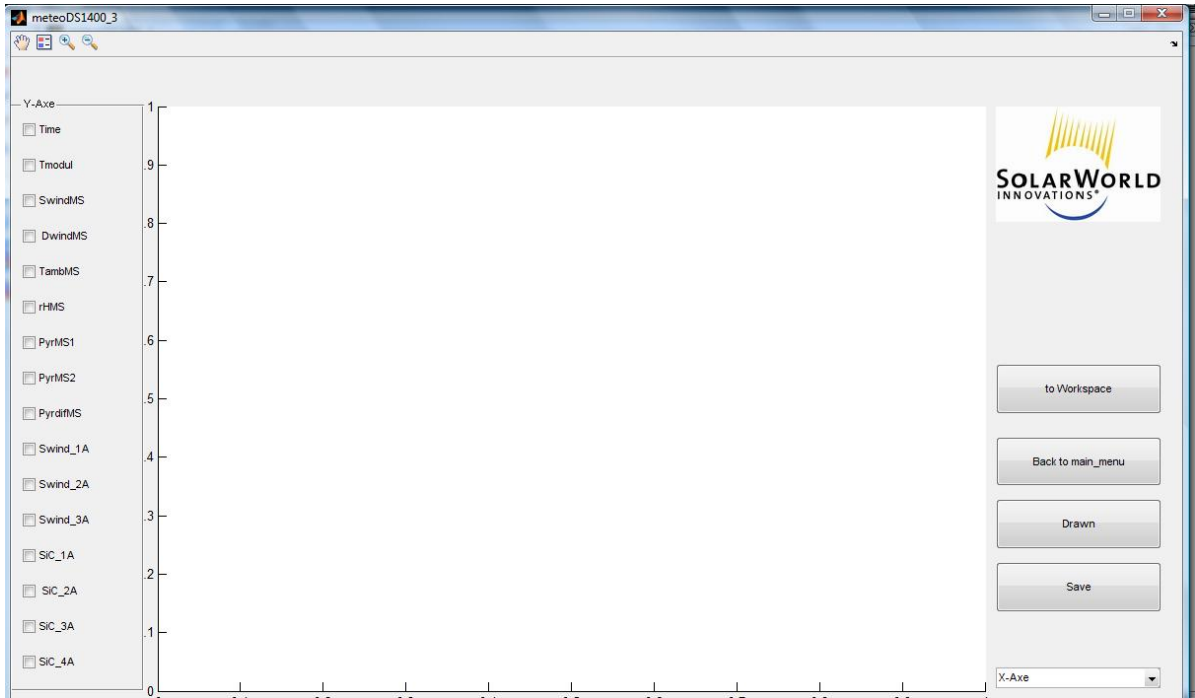 meteoDS1400_3
Y-Axe
Time
Tmodul
SwindMS
DwindMS
TambMS
rHMS
PyrMS1
PyrMS2
PyrdifMS
Swind_1A
Swind_2A
Swind_3A
SiC_1A
SiC_2A
SiC_3A
SiC_4A
1
.9
.8
.7
.6
.5
.4
.3
.2
.1
0
SOLARWORLD
INNOVATIONS
to Workspace
Back to main_menu
Drawn
Save
X-Axe